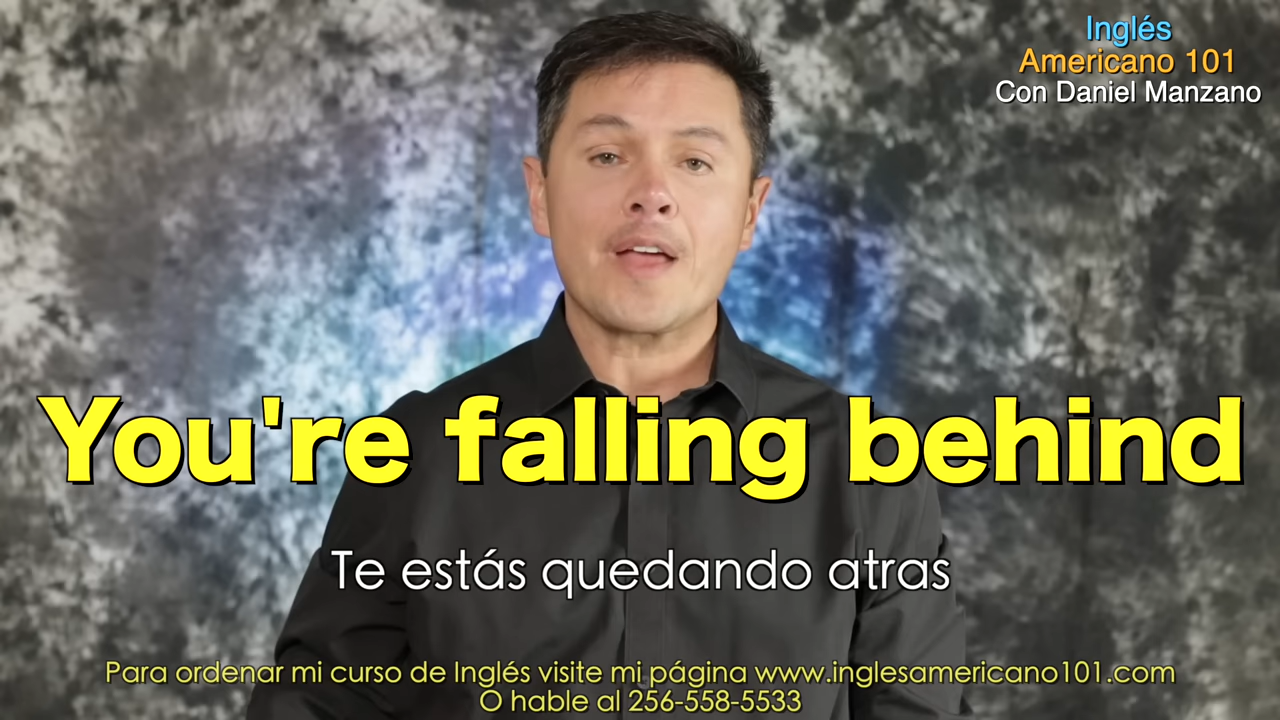 Inglés
Americano 101
Con Daniel Manzano
You're falling behind
Te estás quedando atras
Para ordenar mi curso de Inglés visite mi página www.inglesamericano101.com
O hable al 256-558-5533